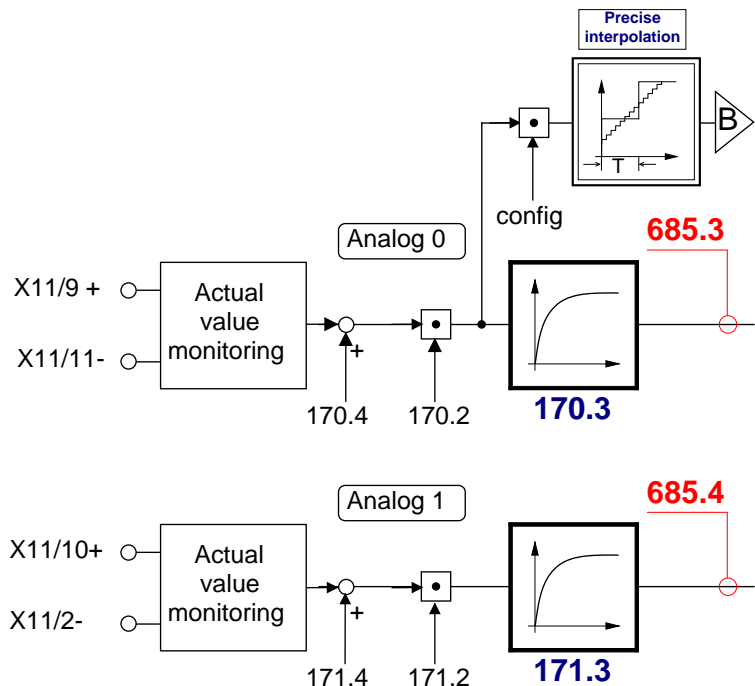 Precise
interpolation
B
T
config
Analog 0
685.3
X11/9 +
Actual
value
monitoring
X11/11-
+
170.4
170.2
170.3
Analog 1
685.4
X11/10+
Actual
value
monitoring
X11/2-
+
171.4
171.2
171.3